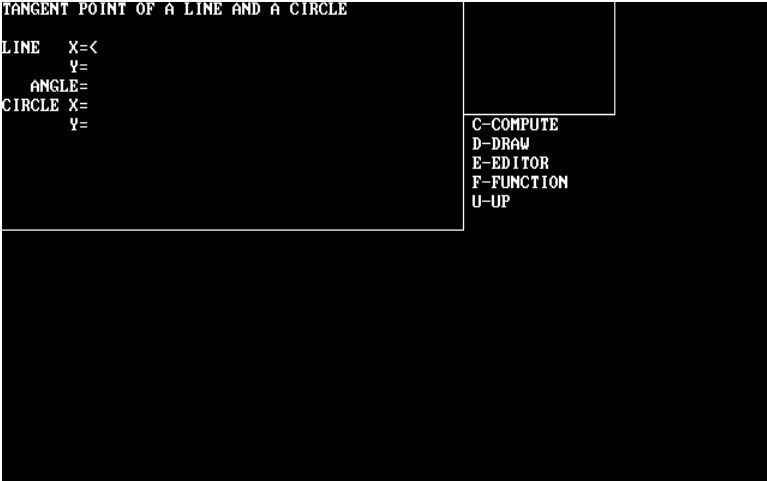 TANGENT POINT OF A LINE AND A CIRCLE
LINE X=<
Y=
ANGLE=
CIRCLE X=
Y=
C-COMPUTE
D-DRAW
E-EDITOR
F-FUNCTION
U-UP